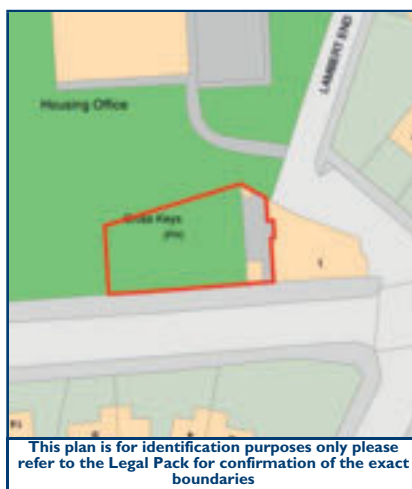 LAMBERT END
Housing Office
Cross Keys
(PH)
1
This plan is for identification purposes only please
refer to the Legal Pack for confirmation of the exact
boundaries